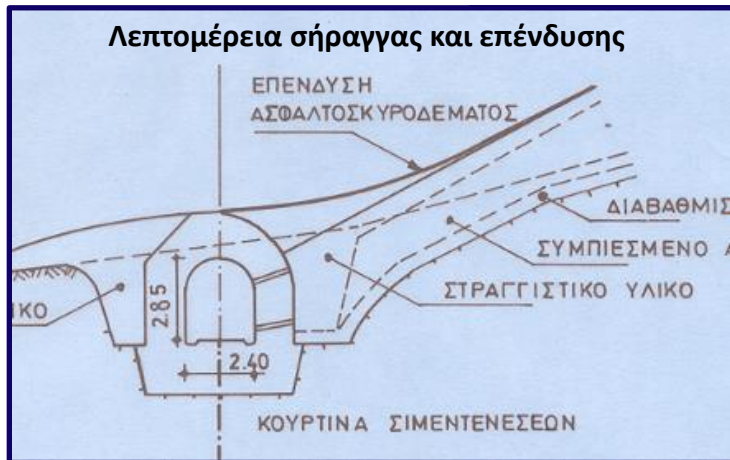 Λεπτομέρεια σήραγγας και επένδυσης
ΕΠΕΝΔΥΣΗ
ΑΣΦΑΛΤΟΣΚΥΡΟΔΕΜΑΤΟΣ
ΔΙΑΒΑΘΜΙΣ
ΣΥΜΠΙΕΣΜΕΝΟ Α
ΣΤΡΑΓΓΙΣΤΙΚΟ ΥΛΙΚΟ
ΙΚΟ
2.85
2.40
ΚΟΥΡΤΙΝΑ ΣΙΜΕΝΤΕΝΕΣΕΩΝ